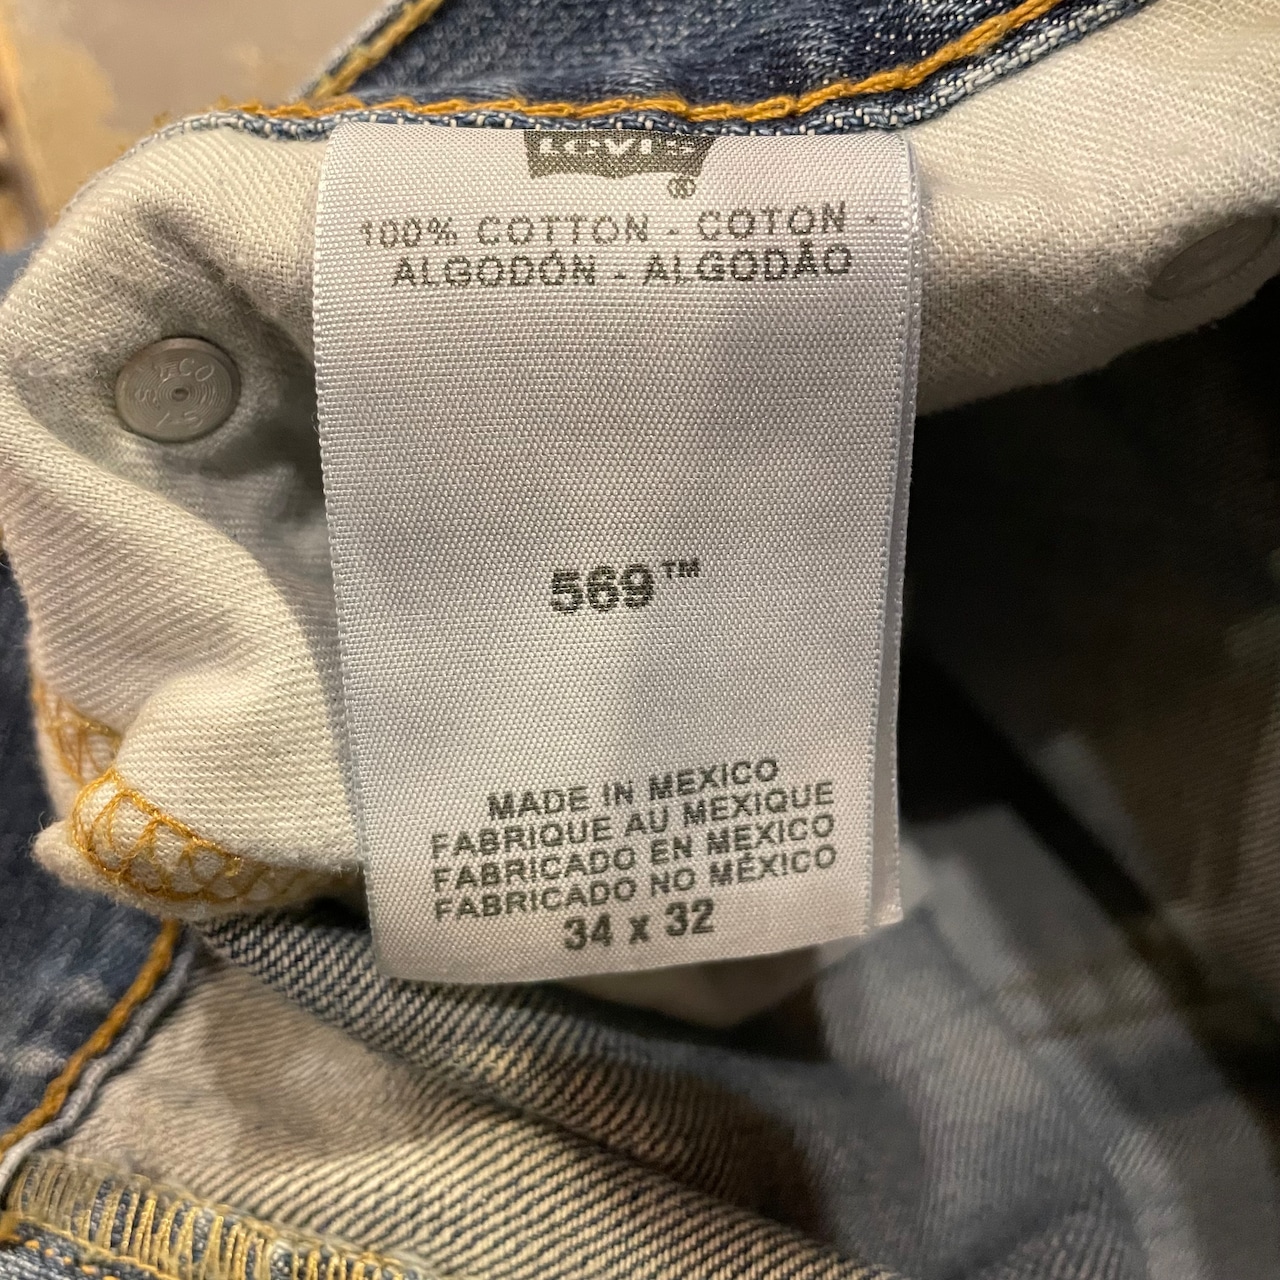 Levi's
®
100% COTTON - COTON -
ALGODÓN - ALGODÃO
569™
MADE IN MEXICO
FABRIQUE AU MEXIQUE
FABRICADO EN MEXICO
FABRICADO NO MÉXICO
34 x 32